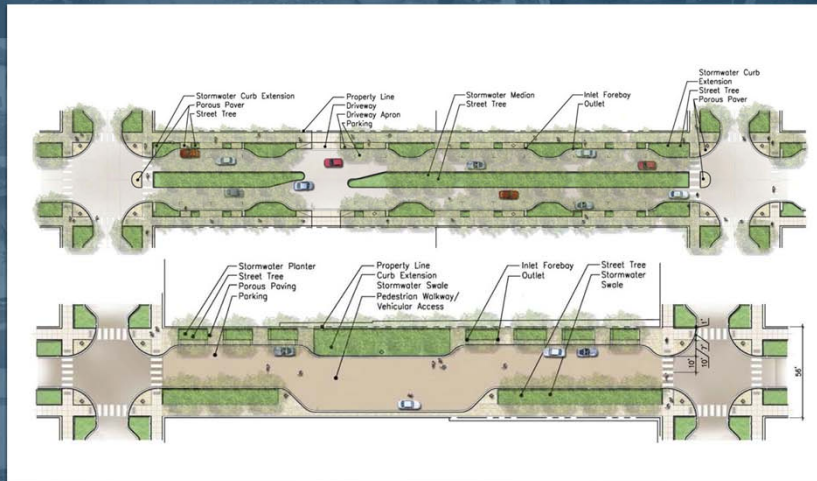 Stormwater Curb Extension
Porous Paver
Street Tree
Property Line
Driveway
Driveway Apron
Parking
Stormwater Median
Street Tree
Inlet Forebay
Outlet
Stormwater Curb
Extension
Street Tree
Porous Paver
Stormwater Planter
Street Tree
Porous Paving
Parking
Property Line
Curb Extension
Stormwater Swale
Pedestrian Walkway/
Vehicular Access
Inlet Forebay
Outlet
Street Tree
Stormwater
Swale
10'
10'
7'
56'